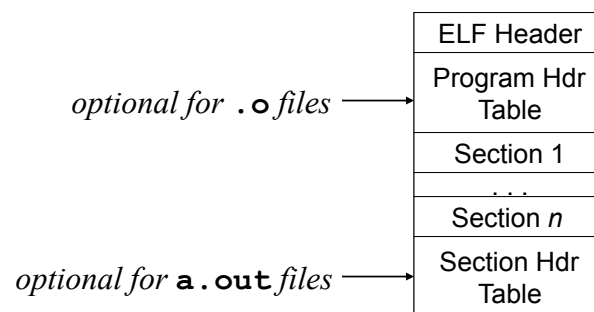 ELF Header
optional for .o files
Program Hdr
Table
Section 1
. . .
Section n
optional for a.out files
Section Hdr
Table